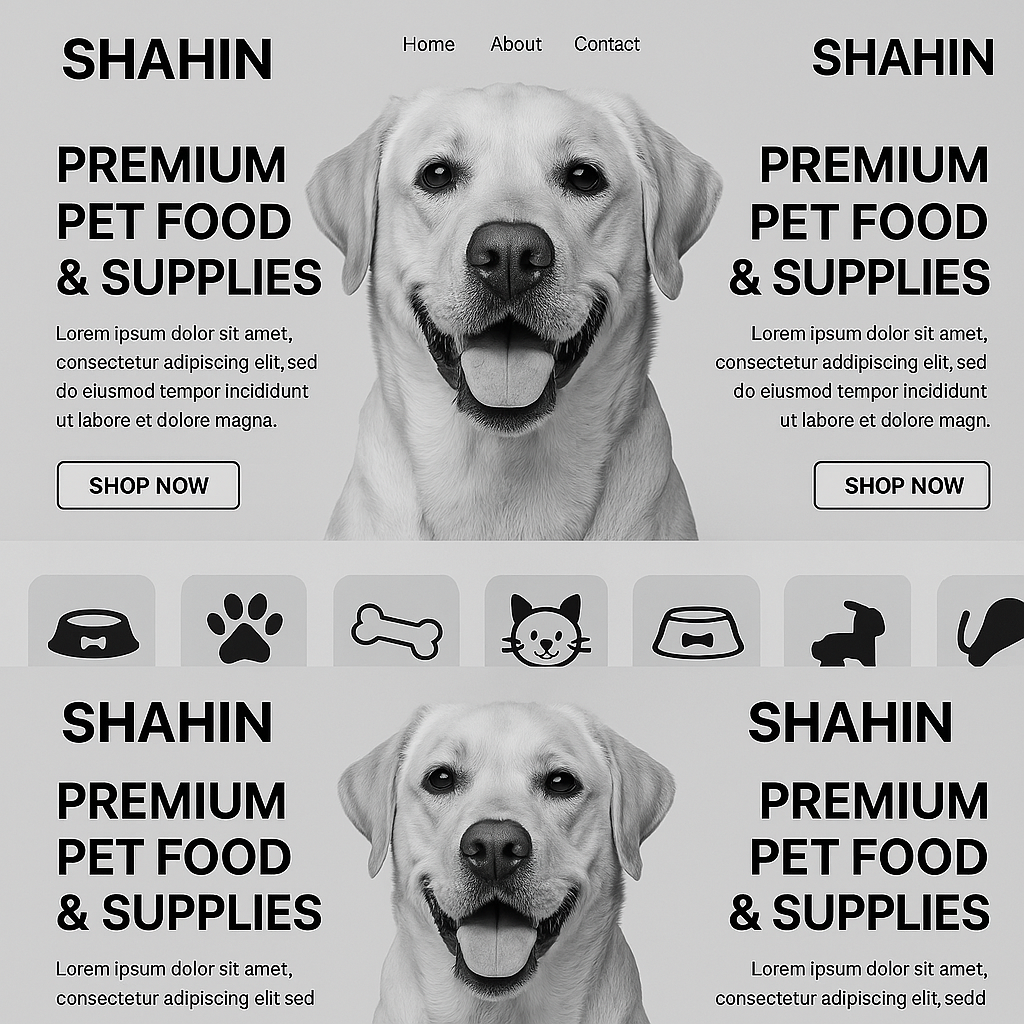 SHAHIN
Home About Contact
SHAHIN
PREMIUM
PET FOOD
& SUPPLIES
Lorem ipsum dolor sit amet,
consectetur adipiscing elit, sed
do eiusmod tempor incididunt
ut labore et dolore magna.
SHOP NOW
PREMIUM
PET FOOD
& SUPPLIES
Lorem ipsum dolor sit amet,
consectetur addipiscing elit, sed
do eiusmod tempor incididunt
ut labore et dolore magn.
SHOP NOW
SHAHIN
PREMIUM
PET FOOD
& SUPPLIES
Lorem ipsum dolor sit amet,
consectetur adipiscing elit sed
SHAHIN
PREMIUM
PET FOOD
& SUPPLIES
Lorem ipsum dolor sit amet,
consectetur adipiscing elit, sedd